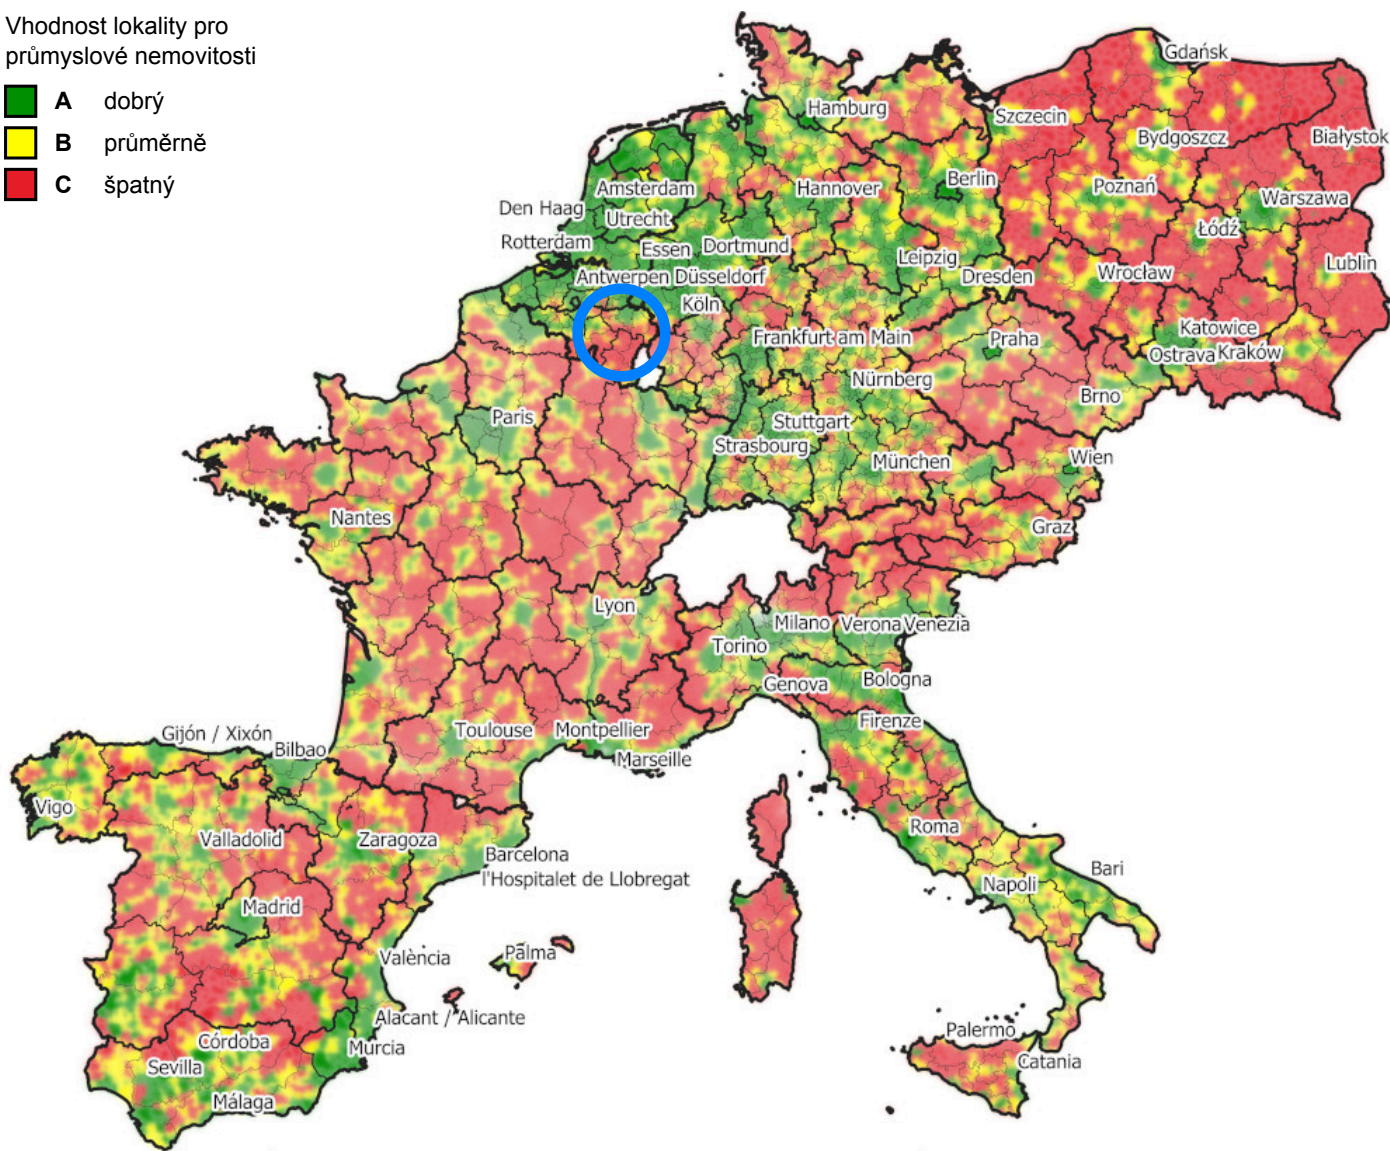 Vhodnost lokality pro
průmyslové nemovitosti
A dobrý
B průměrně
C špatný
Gdańsk
Hamburg
Szczecin
Bydgoszcz
Białystok
Amsterdam
Hannover
Berlin
Poznań
Warszawa
Den Haag
Utrecht
Łódź
Rotterdam
Essen
Dortmund
Leipzig
Lublin
Antwerpen
Düsseldorf
Dresden
Wrocław
Köln
Frankfurt am Main
Praha
Katowice
Ostrava
Kraków
Nürnberg
Brno
Paris
Stuttgart
Strasbourg
München
Wien
Nantes
Graz
Lyon
Milano
Verona
Venezia
Torino
Genova
Bologna
Firenze
Gijón / Xixón
Bilbao
Toulouse
Montpellier
Marseille
Vigo
Valladolid
Zaragoza
Roma
Barcelona
l'Hospitalet de Llobregat
Bari
Napoli
Madrid
València
Palma
Alacant / Alicante
Palermo
Córdoba
Murcia
Catania
Sevilla
Málaga